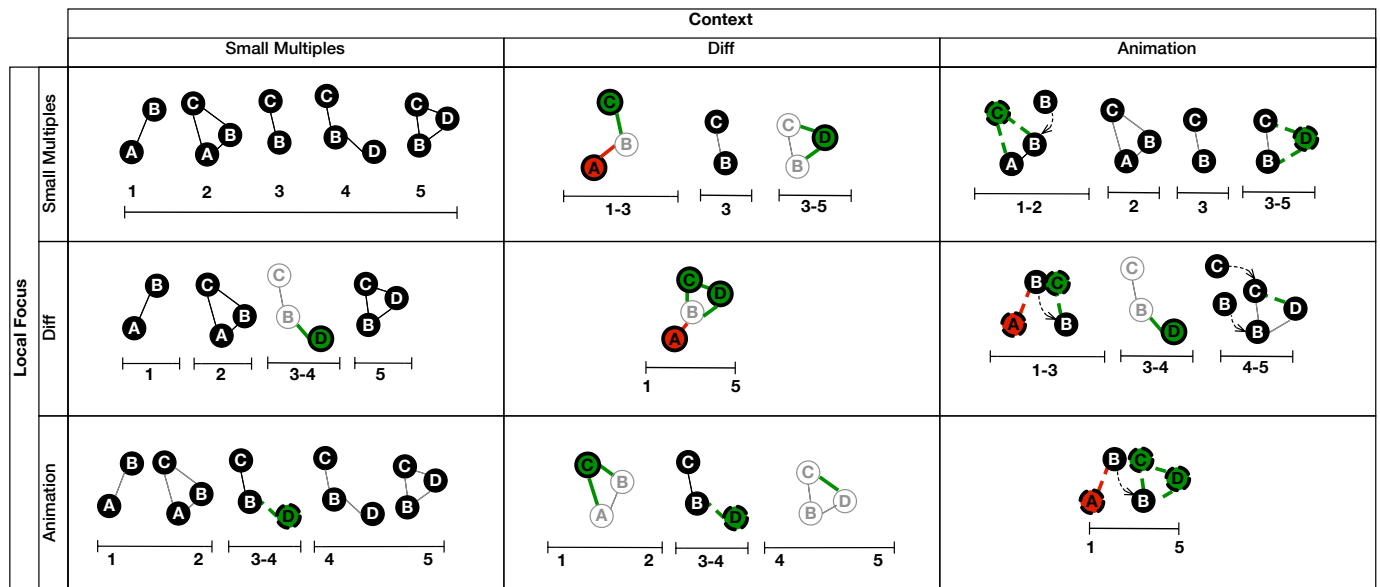 Context
Small Multiples Diff Animation
Local Focus
Small Multiples
B A C B A C B C B D C B D
1 2 3 4 5
C B A C B C D B
1-3 3 3-5
C B B A C B A C B C D B
1-2 2 3 3-5
Diff
B A C B A C B D C D B
1 2 3-4 5
C D B A
1 5
B C A B C B D C C B D B
1-3 3-4 4-5
Animation
B A C B A C B D C B D C D B
1 2 3-4 4 5
C B A C B D C D B
1 2 3-4 4 5
B C D A B
1 5